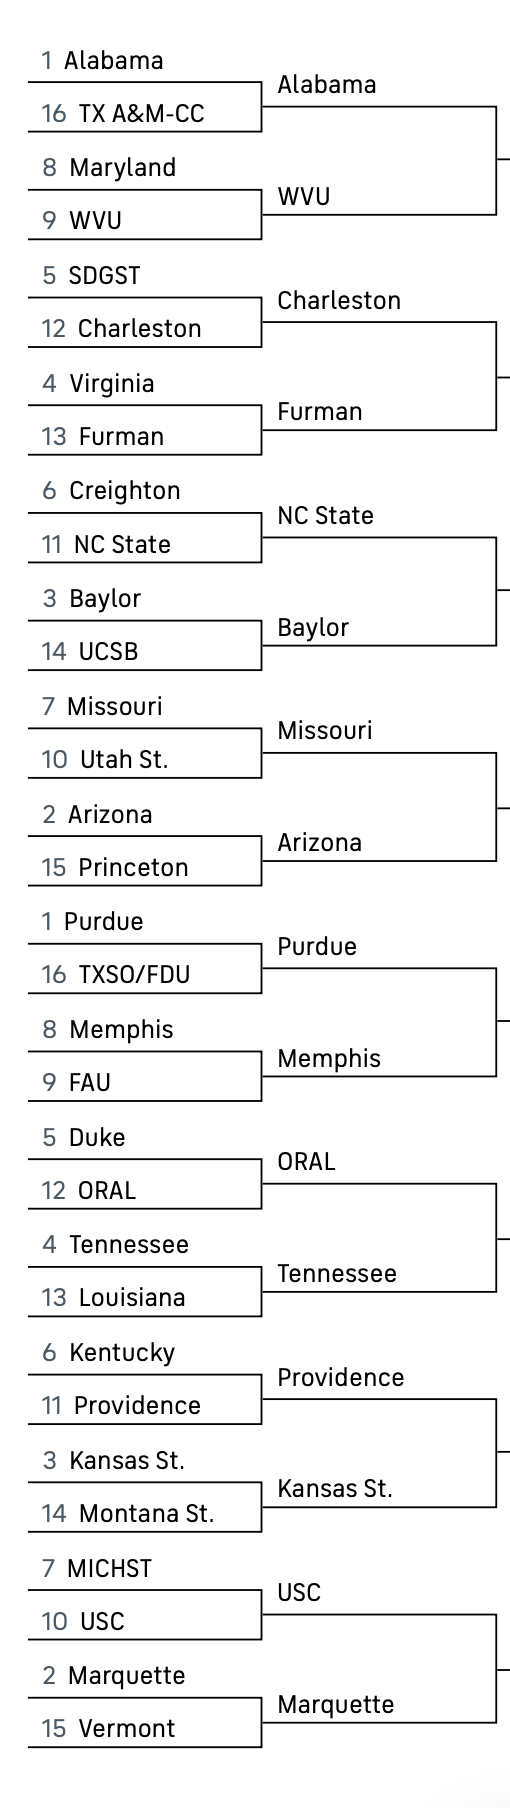 1 Alabama
Alabama
16 TX A&M-CC
8 Maryland
WVU
9 WVU
5 SDGST
Charleston
12 Charleston
4 Virginia
Furman
13 Furman
6 Creighton
NC State
11 NC State
3 Baylor
Baylor
14 UCSB
7 Missouri
Missouri
10 Utah St.
2 Arizona
Arizona
15 Princeton
1 Purdue
Purdue
16 TXSO/FDU
8 Memphis
Memphis
9 FAU
5 Duke
ORAL
12 ORAL
4 Tennessee
Tennessee
13 Louisiana
6 Kentucky
Providence
11 Providence
3 Kansas St.
Kansas St.
14 Montana St.
7 MICHST
USC
10 USC
2 Marquette
Marquette
15 Vermont